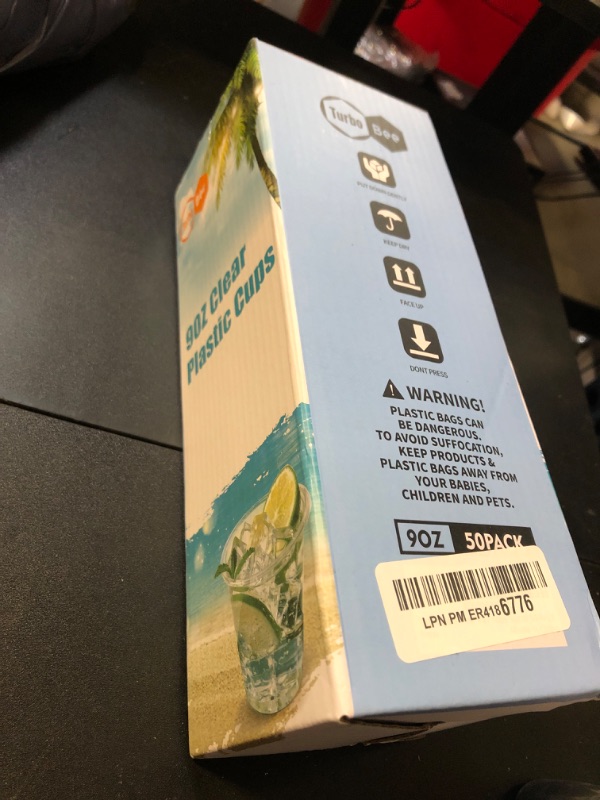 9OZ Clear
Plastic Cups
Turbo
Bee
KEEP DRY
FACE UP
DONT PRESS
WARNING!
PLASTIC BAGS CAN
BE DANGEROUS.
TO AVOID SUFFOCATION,
KEEP PRODUCTS &
PLASTIC BAGS AWAY FROM
YOUR BABIES,
CHILDREN AND PETS.
9OZ 50PACK
LPN PM ER4186776